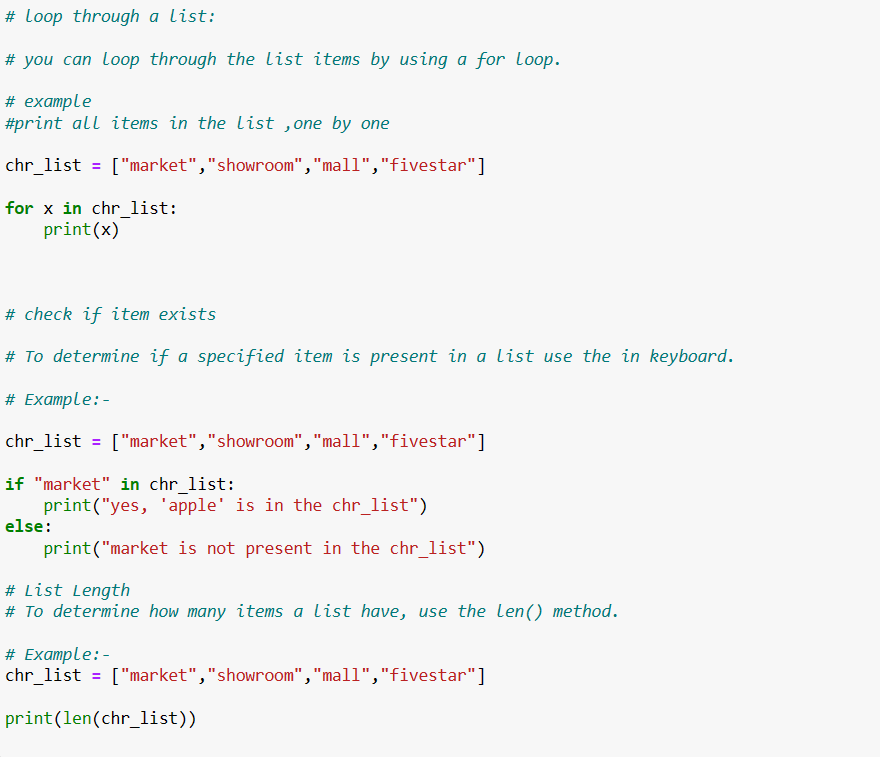 # loop through a list:
# you can loop through the list items by using a for loop.
# example
#print all items in the list ,one by one
chr_list = ["market","showroom","mall","fivestar"]
for x in chr_list:
    print(x)
# check if item exists
# To determine if a specified item is present in a list use the in keyboard.
# Example:-
chr_list = ["market","showroom","mall","fivestar"]
if "market" in chr_list:
    print("yes, 'apple' is in the chr_list")
else:
    print("market is not present in the chr_list")
# List Length
# To determine how many items a list have, use the len() method.
# Example:-
chr_list = ["market","showroom","mall","fivestar"]
print(len(chr_list))